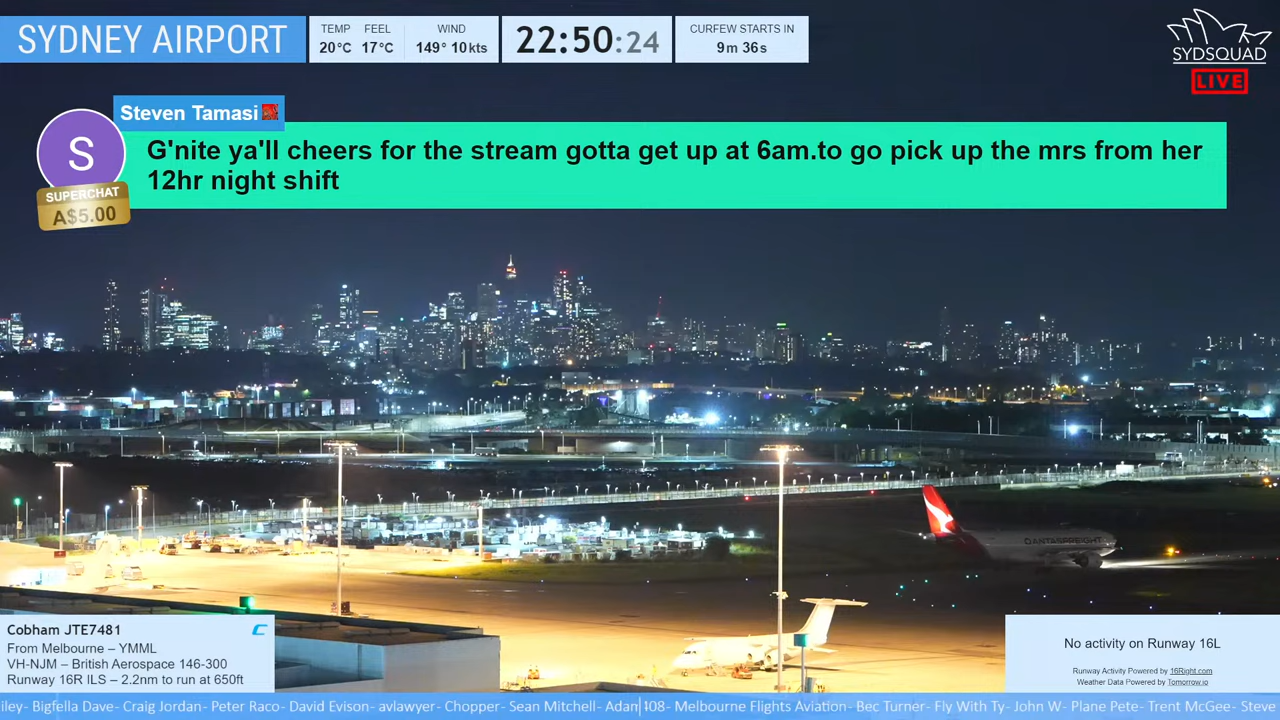 SYDNEY AIRPORT
TEMP FEEL WIND
20°C 17°C 149° 10kts
22:50:24
CURFEW STARTS IN
9m 36s
SYDSQUAD
LIVE
Steven Tamasi
S
G'nite ya'll cheers for the stream gotta get up at 6am.to go pick up the mrs from her
12hr night shift
SUPERCHAT
A$5.00
QANTAS FREIGHT
Cobham JTE7481
From Melbourne – YMML
VH-NJM – British Aerospace 146-300
Runway 16R ILS – 2.2nm to run at 650ft
No activity on Runway 16L
Runway Activity Powered by 16Right.com
Weather Data Powered by Tomorrow.io
iley- Bigfella Dave- Craig Jordan- Peter Raco- David Evison- avlawyer- Chopper- Sean Mitchell- Adam 408- Melbourne Flights Aviation- Bec Turner- Fly With Ty- John W- Plane Pete- Trent McGee- Steve